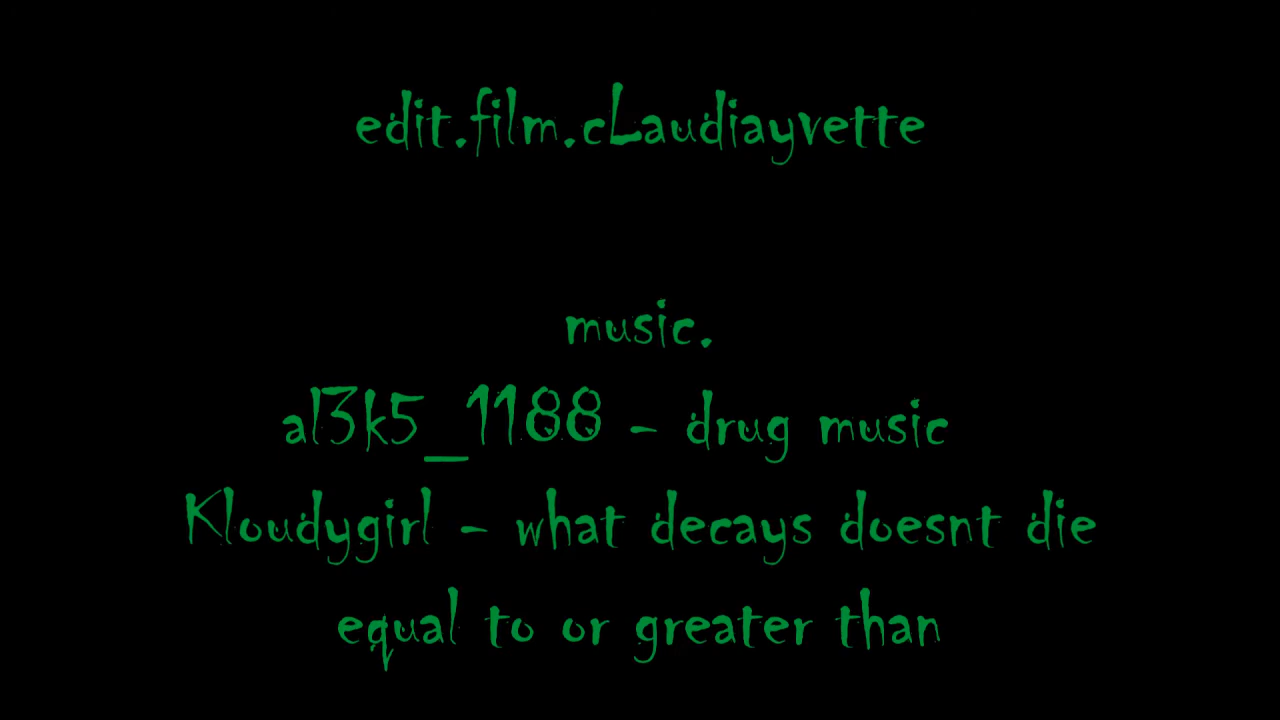 edit.film.cLaudiayvette
music.
al3k5_1188 - drug music
Kloudygirl - what decays doesnt die
equal to or greater than